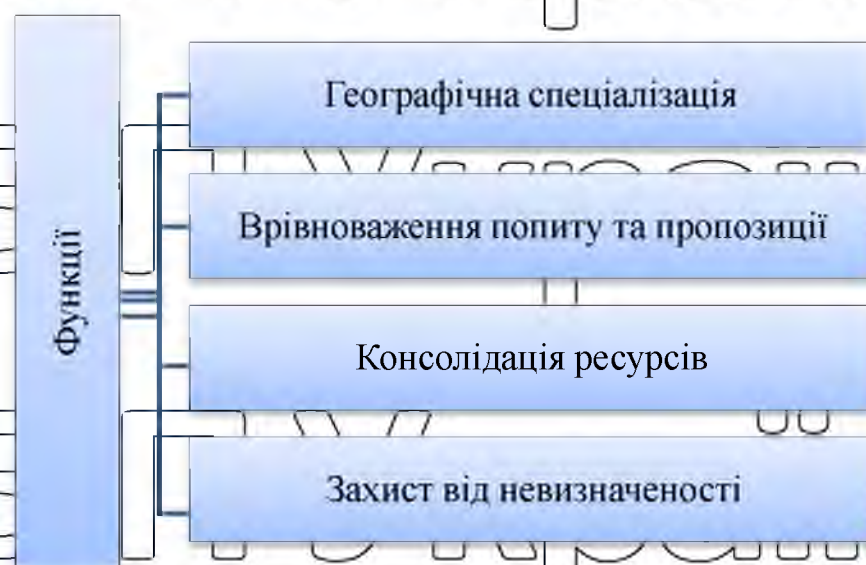 Функції
Географічна спеціалізація
Врівноваження попиту та пропозиції
Консолідація ресурсів
Захист від невизначеності